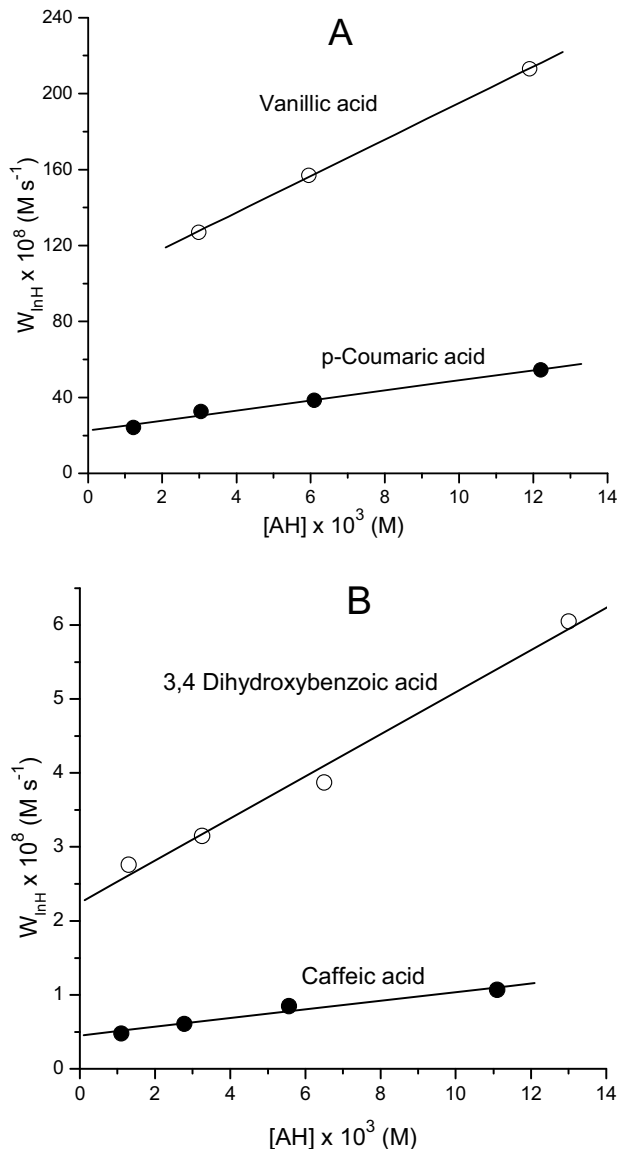 A
240
200
160
120
80
40
0
Vanillic acid
p-Coumaric acid
W_InH x 10^8 (M s^-1)
0 2 4 6 8 10 12 14
[AH] x 10^3 (M)
B
6
5
4
3
2
1
0
3,4 Dihydroxybenzoic acid
Caffeic acid
W_InH x 10^8 (M s^-1)
0 2 4 6 8 10 12 14
[AH] x 10^3 (M)